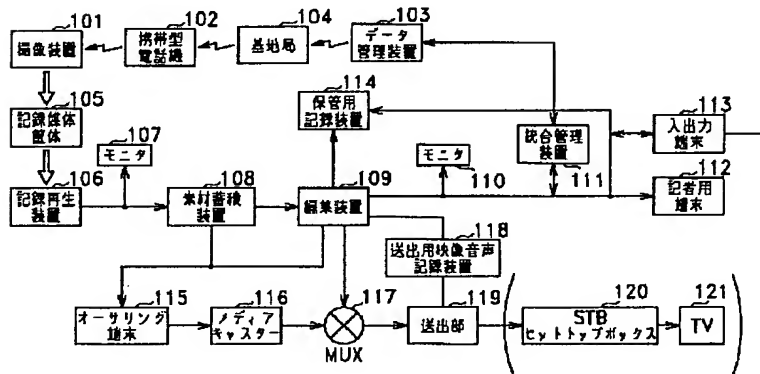 101
撮像装置
102
携帯型
電話機
104
基地局
103
データ
管理装置
105
記録媒体
筐体
107
モニタ
114
保管用
記録装置
統合管理
装置
111
113
入出力
端末
106
記録再生
装置
108
素材蓄積
装置
109
編集装置
モニタ
110
112
記者用
端末
118
送出用映像音声
記録装置
115
オーサリング
端末
116
メディア
キャスター
117
MUX
119
送出部
120
STB
セットトップボックス
121
TV